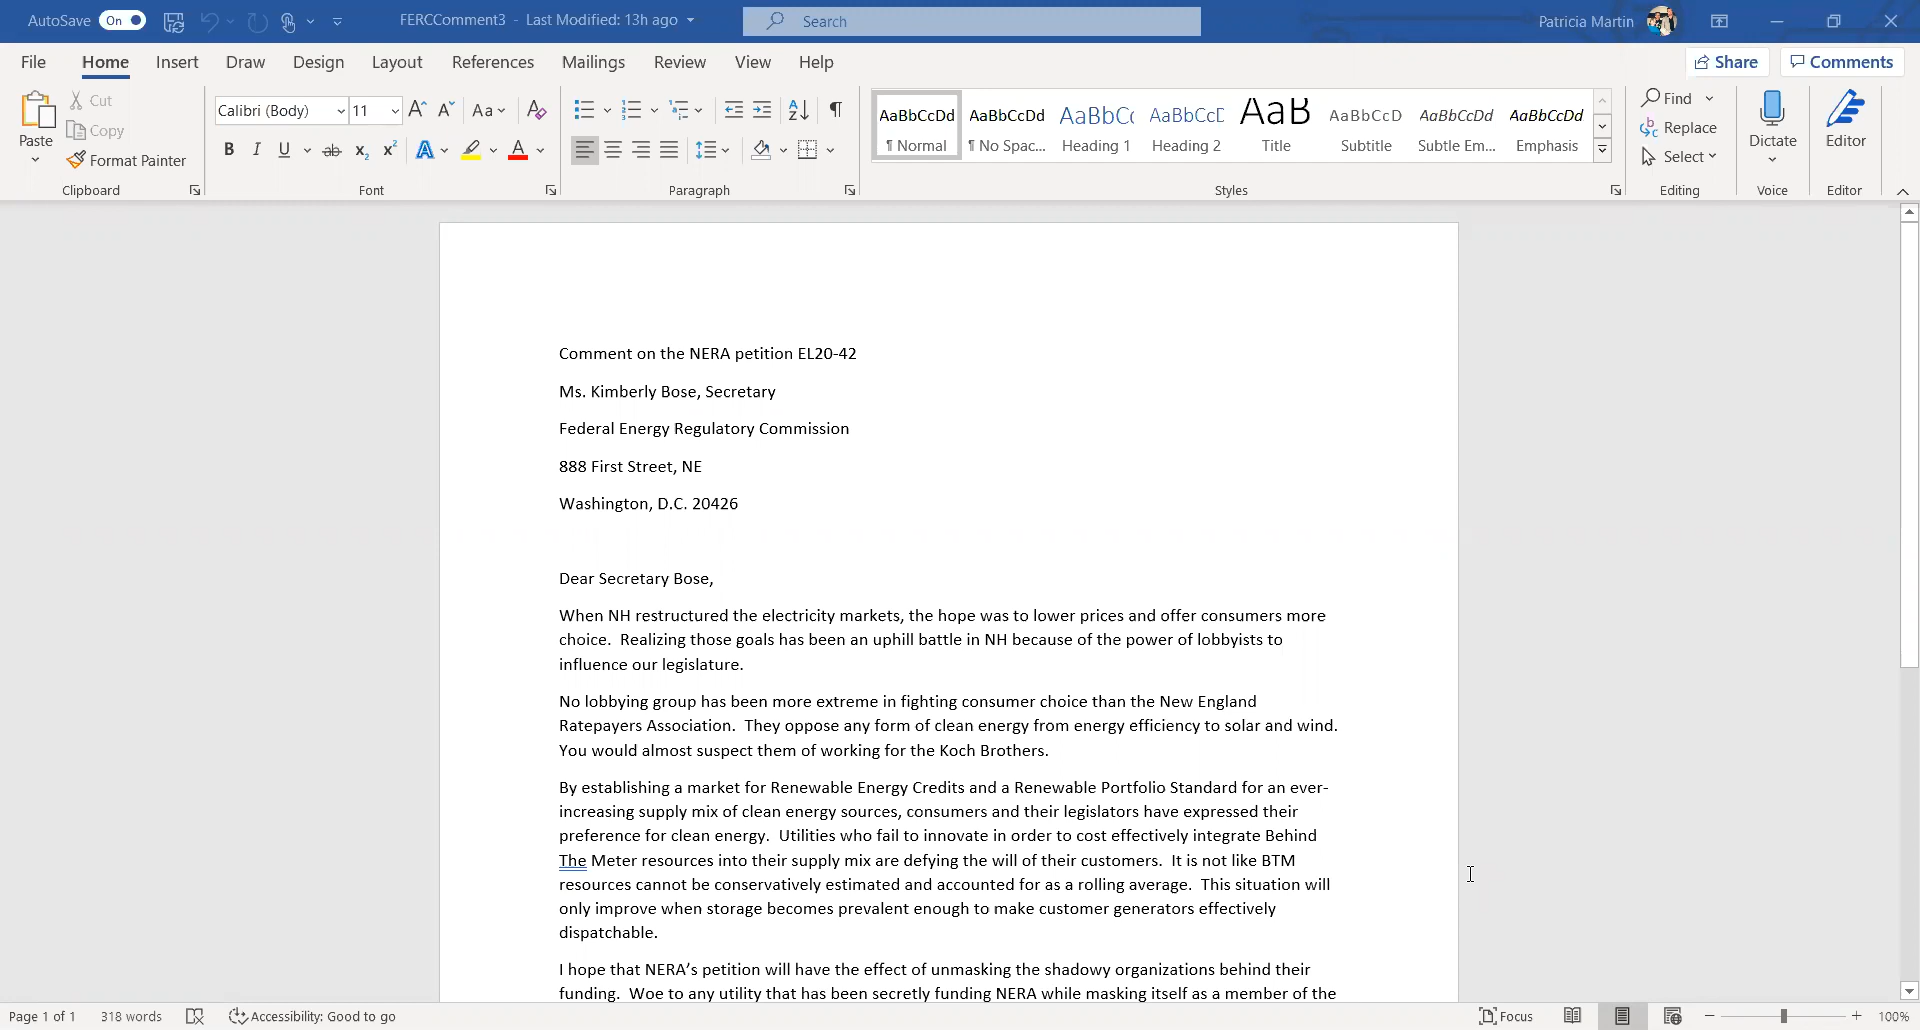 AutoSave On FERCComment3 - Last Modified: 13h ago Search Patricia Martin
File Home Insert Draw Design Layout References Mailings Review View Help Share Comments
Paste
Cut
Copy
Format Painter
Clipboard
Calibri (Body) 11 Aa
B I U ab x2 x2 A A
Font
Paragraph
AaBbCcDd AaBbCcDd AaBbCc AaBbCcD AaB AaBbCcD AaBbCcDd AaBbCcDd
¶ Normal ¶ No Spac... Heading 1 Heading 2 Title Subtitle Subtle Em... Emphasis
Styles
Find
Replace
Select
Editing
Dictate
Voice
Editor
Editor
Comment on the NERA petition EL20-42
Ms. Kimberly Bose, Secretary
Federal Energy Regulatory Commission
888 First Street, NE
Washington, D.C. 20426
Dear Secretary Bose,
When NH restructured the electricity markets, the hope was to lower prices and offer consumers more
choice.  Realizing those goals has been an uphill battle in NH because of the power of lobbyists to
influence our legislature.
No lobbying group has been more extreme in fighting consumer choice than the New England
Ratepayers Association.  They oppose any form of clean energy from energy efficiency to solar and wind.
You would almost suspect them of working for the Koch Brothers.
By establishing a market for Renewable Energy Credits and a Renewable Portfolio Standard for an ever-
increasing supply mix of clean energy sources, consumers and their legislators have expressed their
preference for clean energy.  Utilities who fail to innovate in order to cost effectively integrate Behind
The Meter resources into their supply mix are defying the will of their customers.  It is not like BTM
resources cannot be conservatively estimated and accounted for as a rolling average.  This situation will
only improve when storage becomes prevalent enough to make customer generators effectively
dispatchable.
I hope that NERA’s petition will have the effect of unmasking the shadowy organizations behind their
funding.  Woe to any utility that has been secretly funding NERA while masking itself as a member of the
Page 1 of 1 318 words Accessibility: Good to go Focus 100%